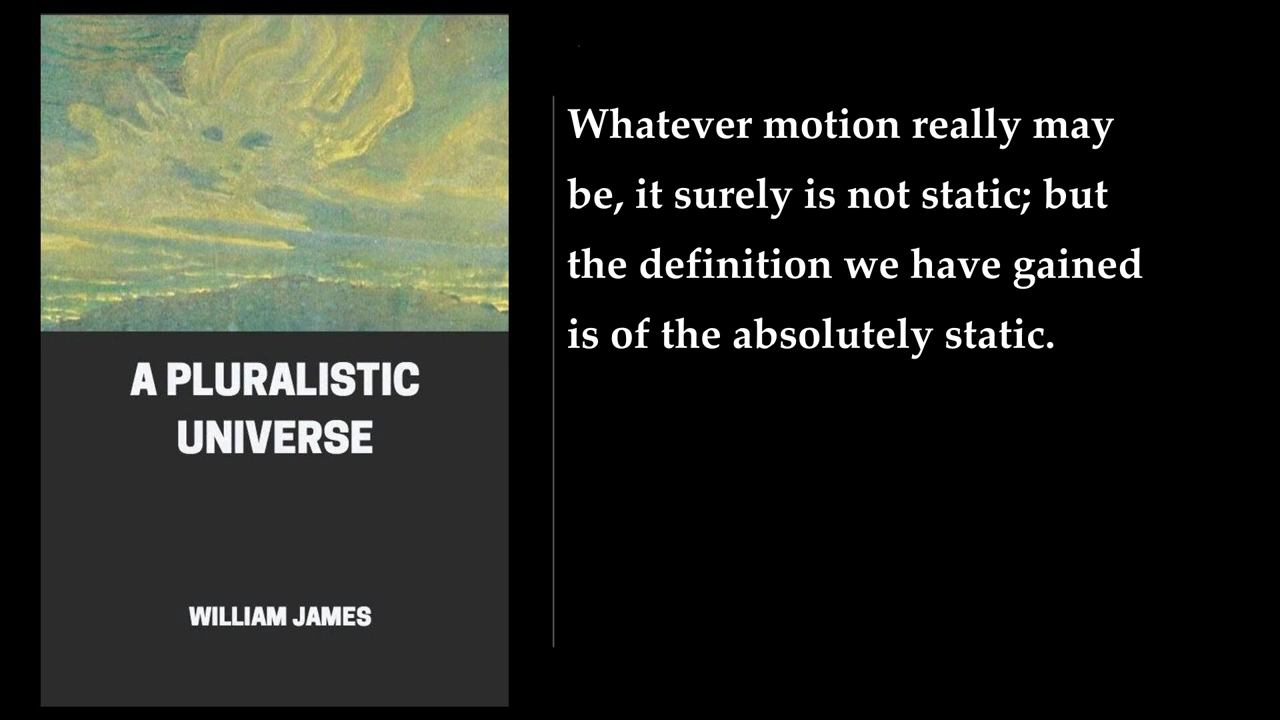 A PLURALISTIC
UNIVERSE
WILLIAM JAMES
Whatever motion really may
be, it surely is not static; but
the definition we have gained
is of the absolutely static.